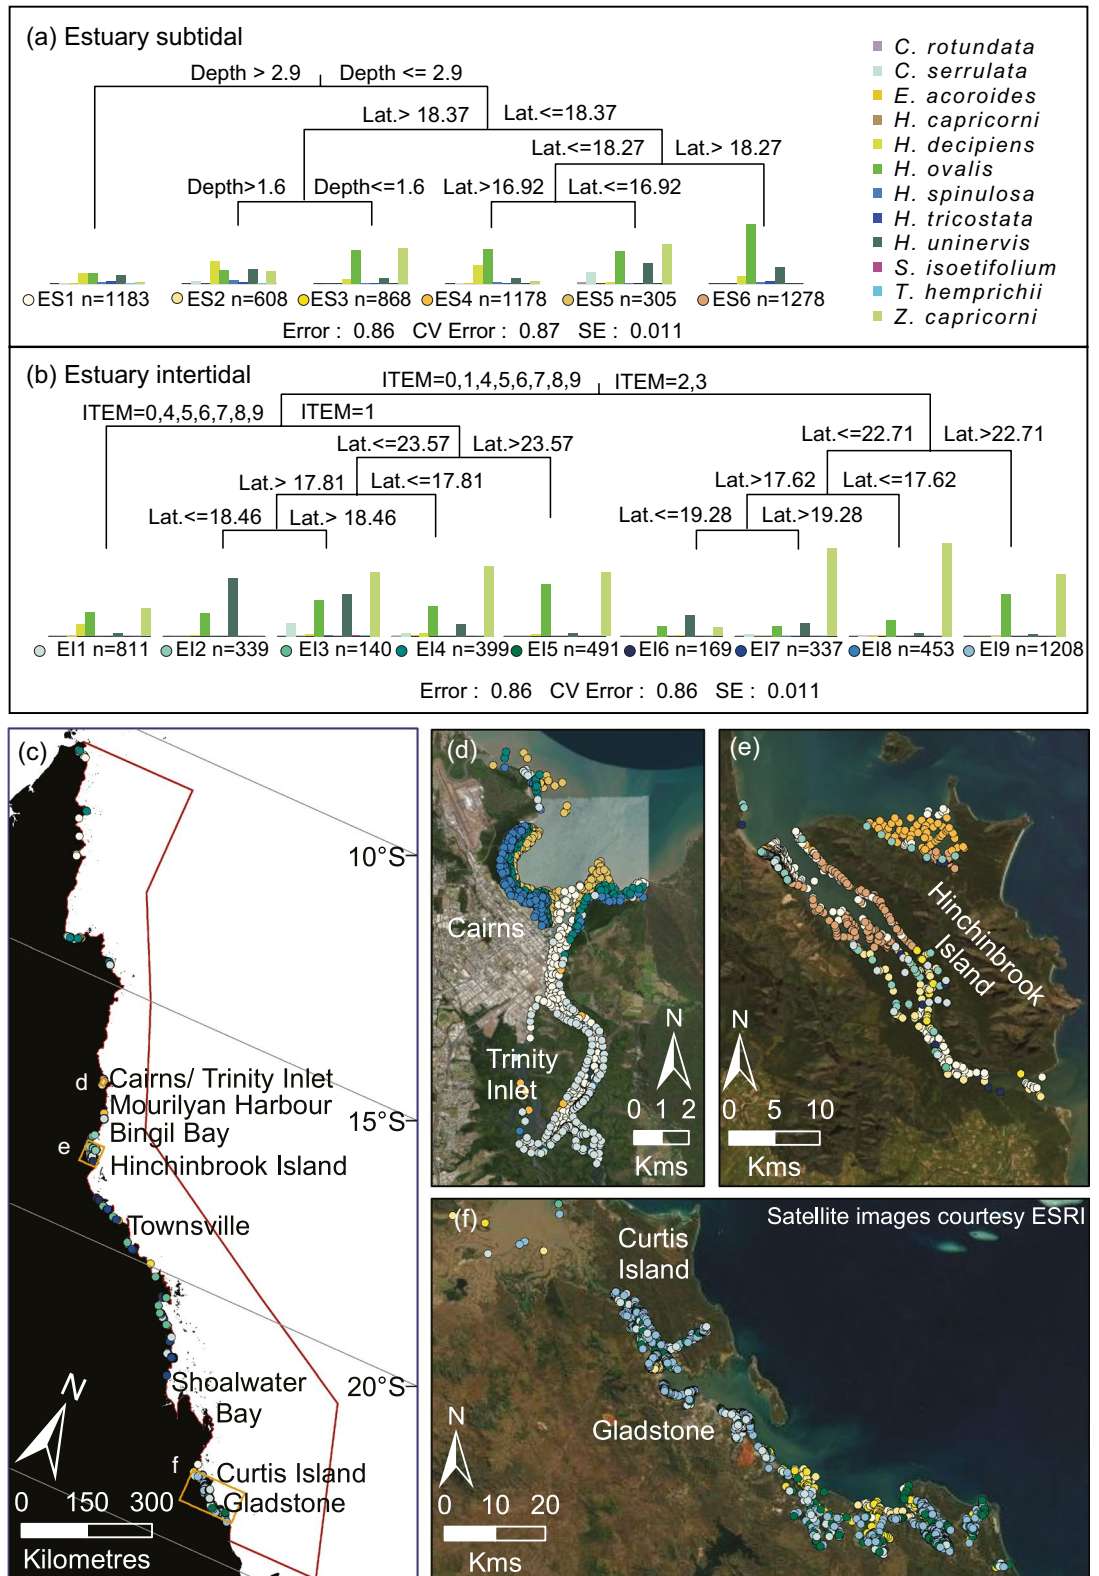 (a) Estuary subtidal
Depth > 2.9 Depth <= 2.9
Lat.> 18.37 Lat.<=18.37
Lat.<=18.27 Lat.> 18.27
Depth>1.6 Depth<=1.6 Lat.>16.92 Lat.<=16.92
C. rotundata
C. serrulata
E. acoroides
H. capricorni
H. decipiens
H. ovalis
H. spinulosa
H. tricostata
H. uninervis
S. isoetifolium
T. hemprichii
Z. capricorni
ES1 n=1183 ES2 n=608 ES3 n=868 ES4 n=1178 ES5 n=305 ES6 n=1278
Error : 0.86 CV Error : 0.87 SE : 0.011
(b) Estuary intertidal
ITEM=0,1,4,5,6,7,8,9 ITEM=2,3
ITEM=0,4,5,6,7,8,9 ITEM=1
Lat.<=23.57 Lat.>23.57 Lat.<=22.71 Lat.>22.71
Lat.> 17.81 Lat.<=17.81 Lat.>17.62 Lat.<=17.62
Lat.<=18.46 Lat.> 18.46 Lat.<=19.28 Lat.>19.28
EI1 n=811 EI2 n=339 EI3 n=140 EI4 n=399 EI5 n=491 EI6 n=169 EI7 n=337 EI8 n=453 EI9 n=1208
Error : 0.86 CV Error : 0.86 SE : 0.011
(c)
10°S
d Cairns/ Trinity Inlet
Mourilyan Harbour
Bingil Bay
15°S
e
Hinchinbrook Island
Townsville
20°S
Shoalwater
Bay
N
f Curtis Island
Gladstone
0 150 300
Kilometres
(d)
Cairns
Trinity
Inlet
N
0 1 2
Kms
(e)
Hinchinbrook
Island
N
0 5 10
Kms
(f)
Satellite images courtesy ESRI
Curtis
Island
Gladstone
N
0 10 20
Kms